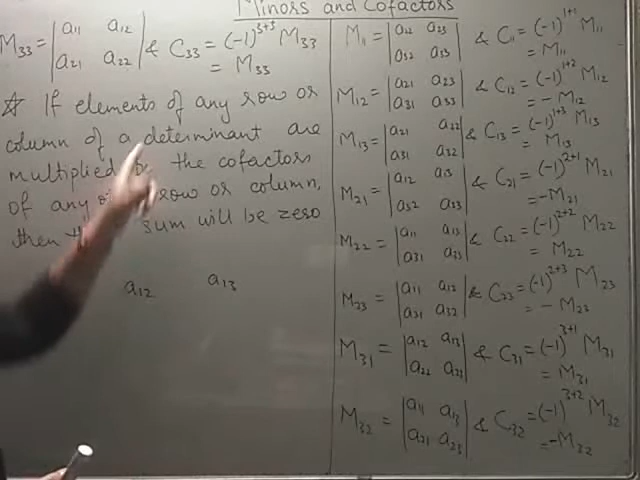 Minors and Cofactors
M33 = |a11 a12| & C33 = (-1)^3+3 M33
|a21 a22| = M33
☆ If elements of any row or
column of a determinant are
multiplied the cofactors
of any row or column,
then sum will be zero
a12 a13
M11 = |a22 a23| & C11 = (-1)^1+1 M11
|a32 a33| = M11
M12 = |a21 a23| & C12 = (-1)^1+2 M12
|a31 a33| = -M12
M13 = |a21 a22| & C13 = (-1)^1+3 M13
|a31 a32| = M13
M21 = |a12 a13| & C21 = (-1)^2+1 M21
|a32 a33| = -M21
M22 = |a11 a13| & C22 = (-1)^2+2 M22
|a31 a33| = M22
M23 = |a11 a12| & C23 = (-1)^2+3 M23
|a31 a32| = -M23
M31 = |a12 a13| & C31 = (-1)^3+1 M31
|a22 a23| = M31
M32 = |a11 a13| & C32 = (-1)^3+2 M32
|a21 a23| = -M32